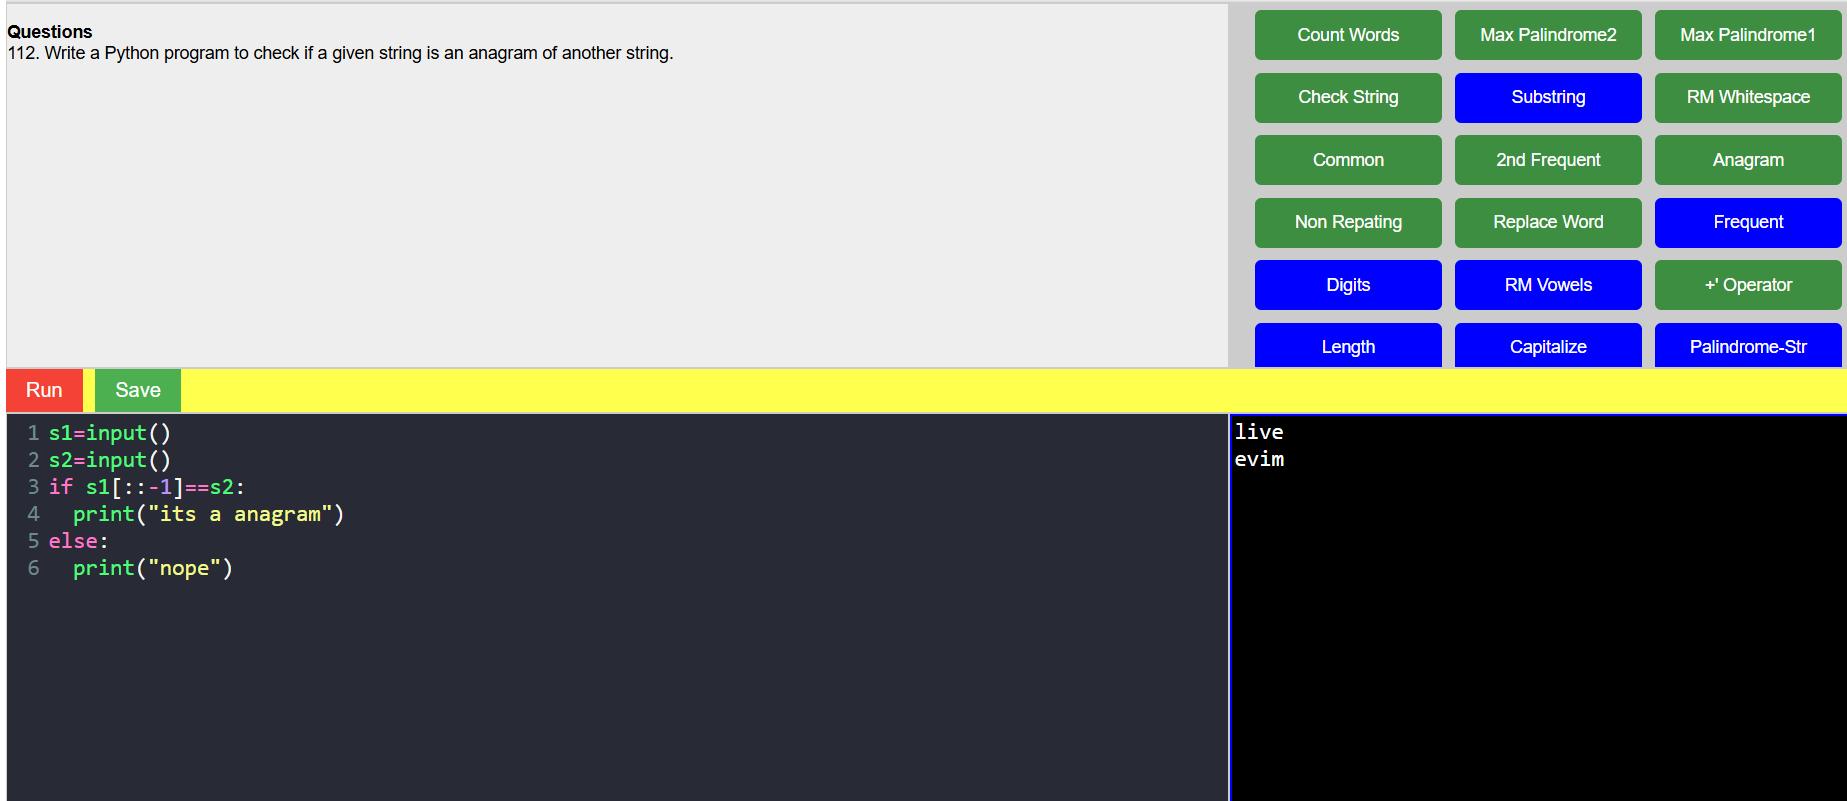 Questions
112. Write a Python program to check if a given string is an anagram of another string.
Count Words
Max Palindrome2
Max Palindrome1
Check String
Substring
RM Whitespace
Common
2nd Frequent
Anagram
Non Repating
Replace Word
Frequent
Digits
RM Vowels
+' Operator
Length
Capitalize
Palindrome-Str
Run
Save
1 s1=input()
2 s2=input()
3 if s1[::-1]==s2:
4   print("its a anagram")
5 else:
6   print("nope")
live
evim